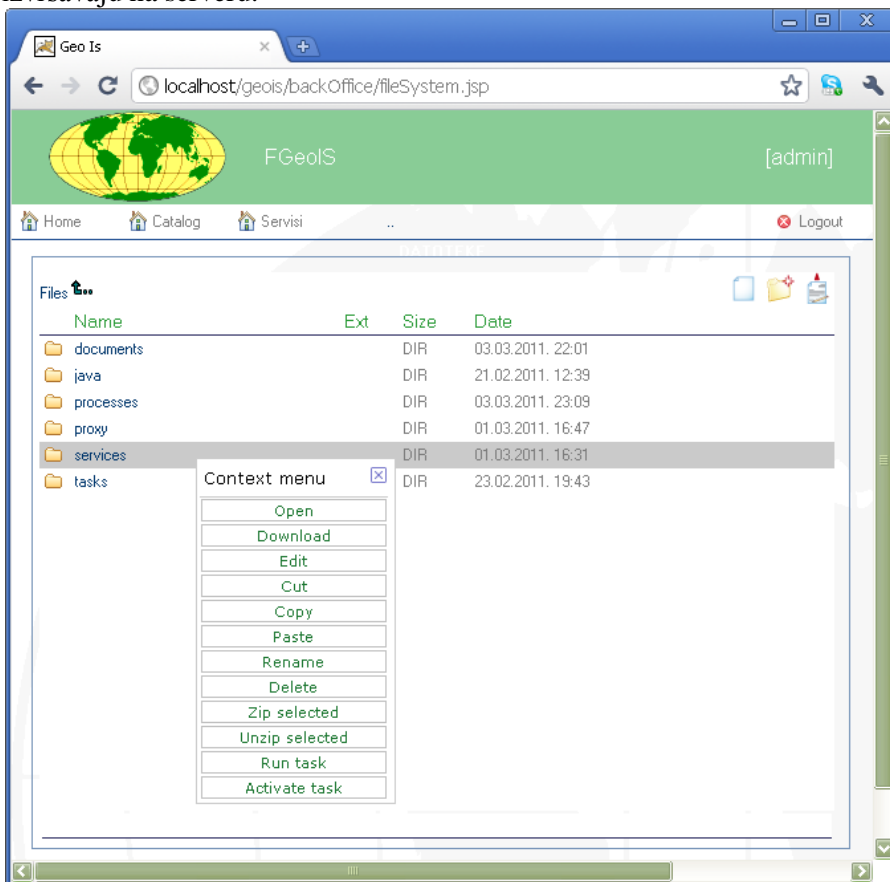 izvršavaju na serveru.
Geo Is
localhost/geois/backOffice/fileSystem.jsp
FGeoIS [admin]
Home Catalog Servisi .. Logout
DATOTEKE
Files
Name Ext Size Date
documents DIR 03.03.2011. 22:01
java DIR 21.02.2011. 12:39
processes DIR 03.03.2011. 23:09
proxy DIR 01.03.2011. 16:47
services DIR 01.03.2011. 16:31
tasks DIR 23.02.2011. 19:43
Context menu
Open
Download
Edit
Cut
Copy
Paste
Rename
Delete
Zip selected
Unzip selected
Run task
Activate task